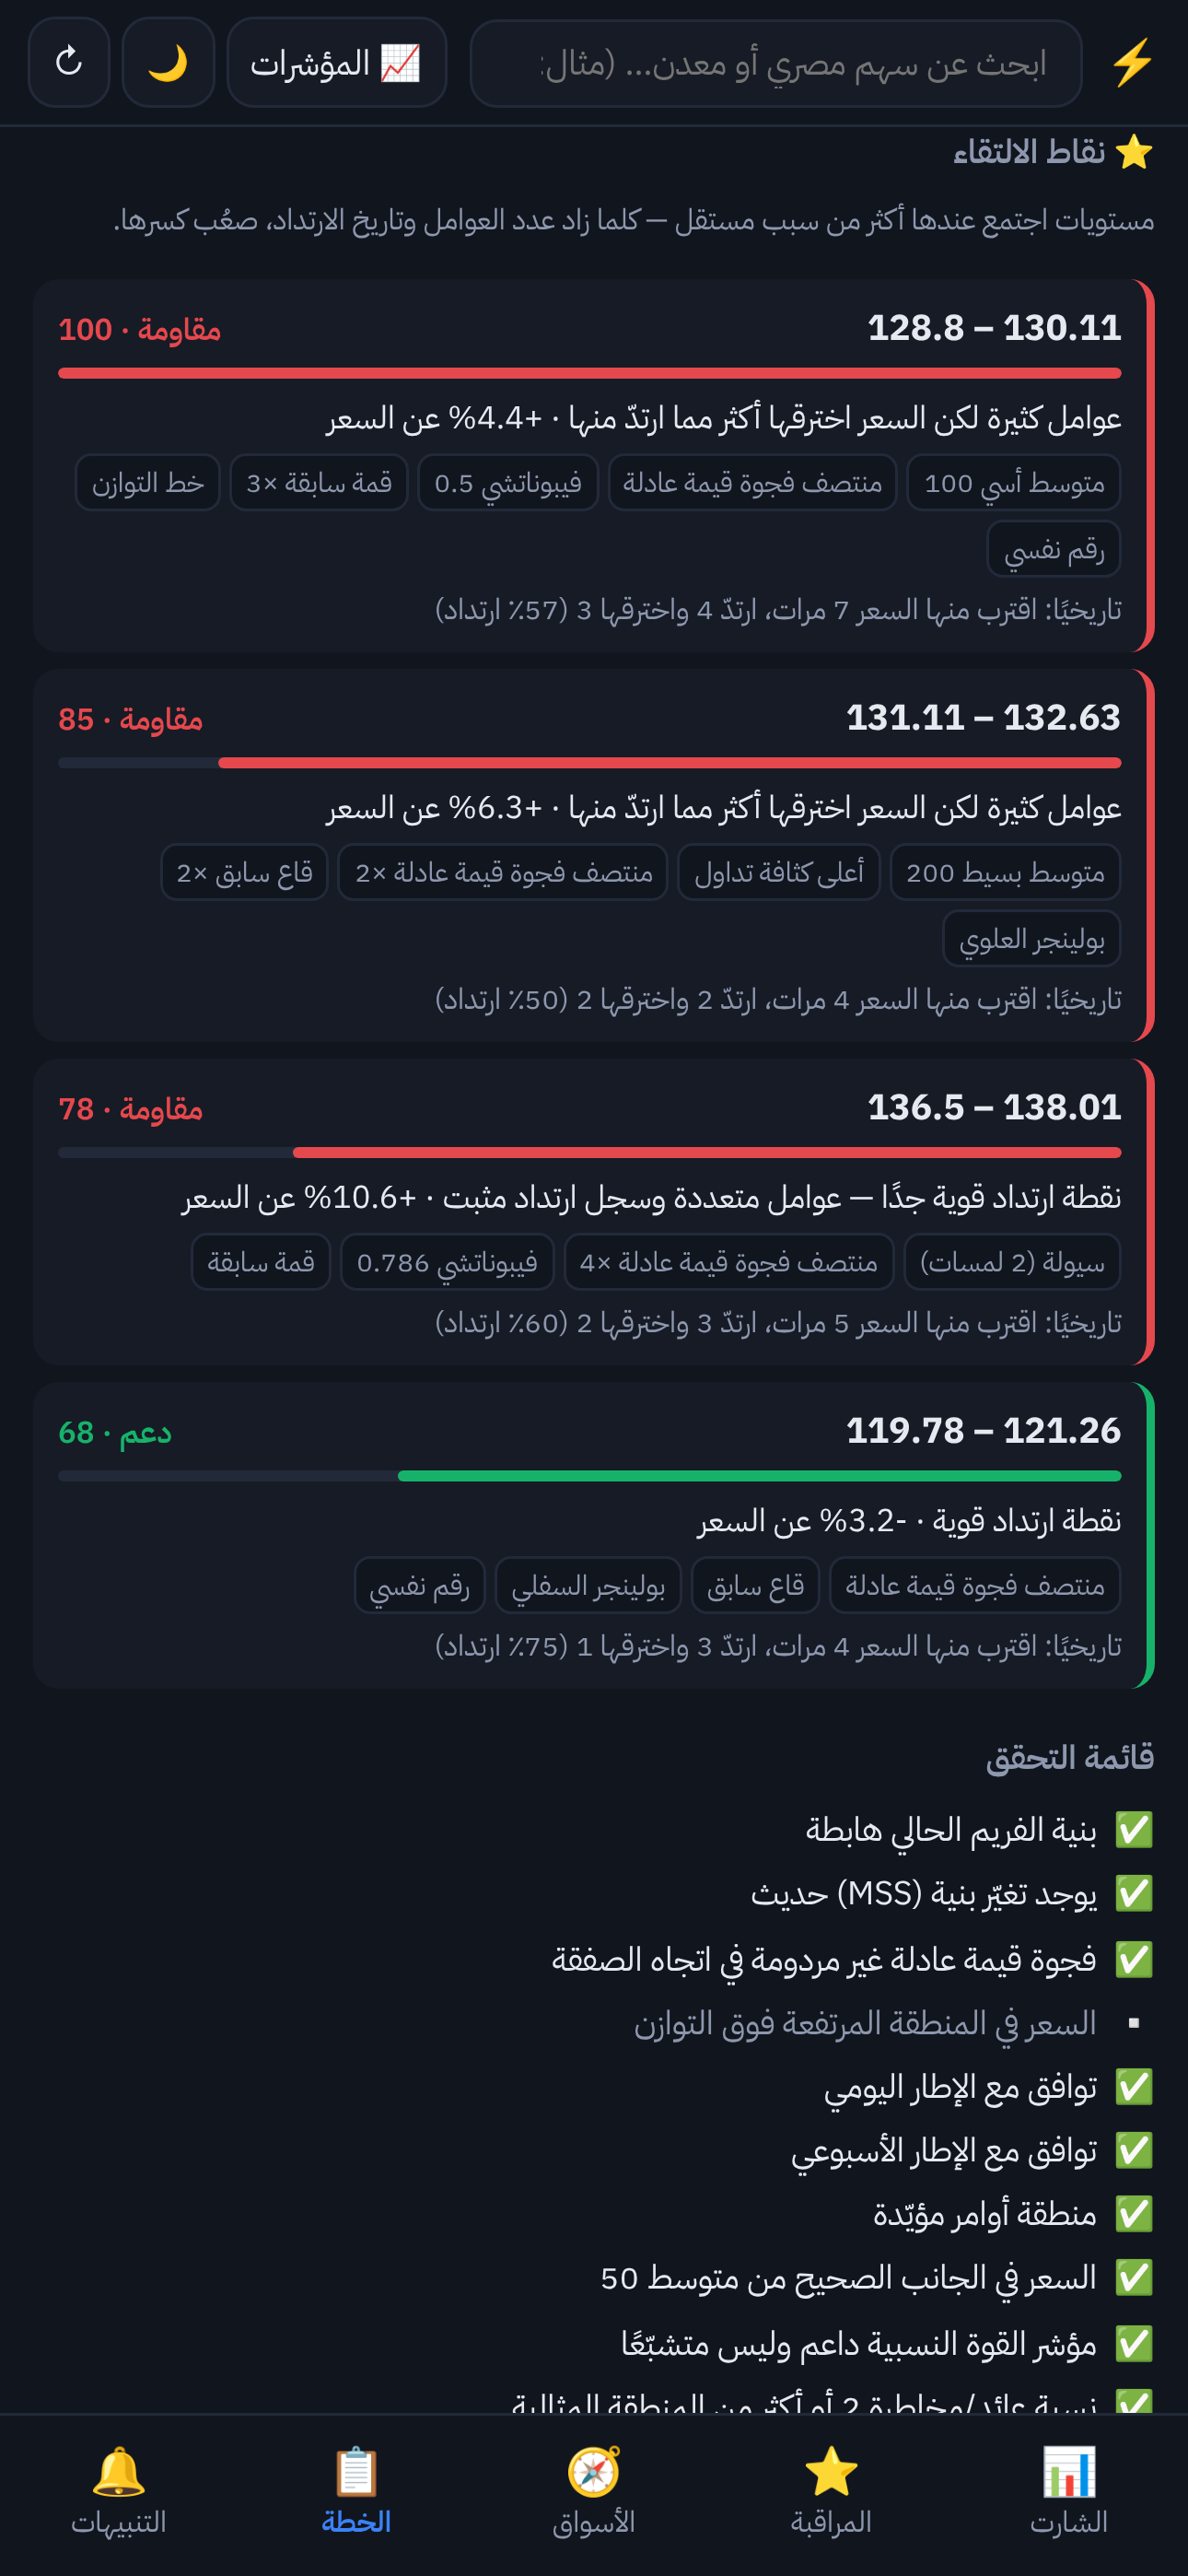 ابحث عن سهم مصري أو معدن... (مثال:
المؤشرات
نقاط الالتقاء
مستويات اجتمع عندها أكثر من سبب مستقل — كلما زاد عدد العوامل وتاريخ الارتداد، صعُب كسرها.
128.8 – 130.11
مقاومة · 100
عوامل كثيرة لكن السعر اخترقها أكثر مما ارتدّ منها · +4.4% عن السعر
متوسط أسي 100
منتصف فجوة قيمة عادلة
فيبوناتشي 0.5
قمة سابقة ×3
خط التوازن
رقم نفسي
تاريخيًا: اقترب منها السعر 7 مرات، ارتدّ 4 واخترقها 3 (57٪ ارتداد)
131.11 – 132.63
مقاومة · 85
عوامل كثيرة لكن السعر اخترقها أكثر مما ارتدّ منها · +6.3% عن السعر
متوسط بسيط 200
أعلى كثافة تداول
منتصف فجوة قيمة عادلة ×2
قاع سابق ×2
بولينجر العلوي
تاريخيًا: اقترب منها السعر 4 مرات، ارتدّ 2 واخترقها 2 (50٪ ارتداد)
136.5 – 138.01
مقاومة · 78
نقطة ارتداد قوية جدًا — عوامل متعددة وسجل ارتداد مثبت · +10.6% عن السعر
سيولة (2 لمسات)
منتصف فجوة قيمة عادلة ×4
فيبوناتشي 0.786
قمة سابقة
تاريخيًا: اقترب منها السعر 5 مرات، ارتدّ 3 واخترقها 2 (60٪ ارتداد)
119.78 – 121.26
دعم · 68
نقطة ارتداد قوية · -3.2% عن السعر
منتصف فجوة قيمة عادلة
قاع سابق
بولينجر السفلي
رقم نفسي
تاريخيًا: اقترب منها السعر 4 مرات، ارتدّ 3 واخترقها 1 (75٪ ارتداد)
قائمة التحقق
بنية الفريم الحالي هابطة
يوجد تغيّر بنية (MSS) حديث
فجوة قيمة عادلة غير مردومة في اتجاه الصفقة
السعر في المنطقة المرتفعة فوق التوازن
توافق مع الإطار اليومي
توافق مع الإطار الأسبوعي
منطقة أوامر مؤيّدة
السعر في الجانب الصحيح من متوسط 50
مؤشر القوة النسبية داعم وليس متشبّعًا
نسبة عائد/مخاطرة 2 أو أكثر من المنطقة المثالية
الشارت
المراقبة
الأسواق
الخطة
التنبيهات